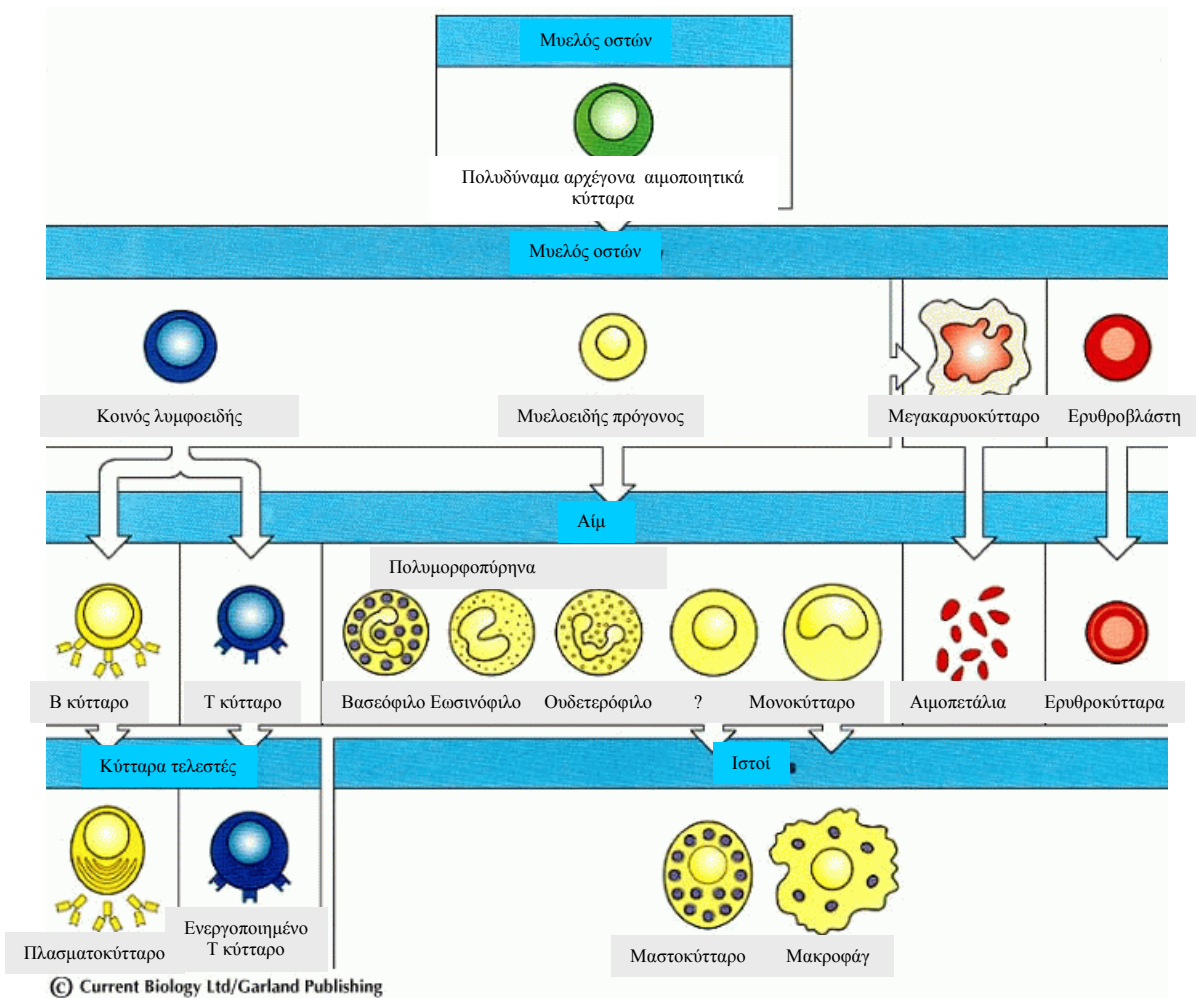 Μυελός οστών
Πολυδύναμα αρχέγονα αιμοποιητικά
κύτταρα
Μυελός οστών
Κοινός λυμφοειδής
Μυελοειδής πρόγονος
Μεγακαρυοκύτταρο
Ερυθροβλάστη
Αίμ
Πολυμορφοπύρηνα
Β κύτταρο
Τ κύτταρο
Βασεόφιλο Εωσινόφιλο
Ουδετερόφιλο
?
Μονοκύτταρο
Αιμοπετάλια
Ερυθροκύτταρα
Κύτταρα τελεστές
Ιστοί
Πλασματοκύτταρο
Ενεργοποιημένο
Τ κύτταρο
Μαστοκύτταρο
Μακροφάγ
© Current Biology Ltd/Garland Publishing